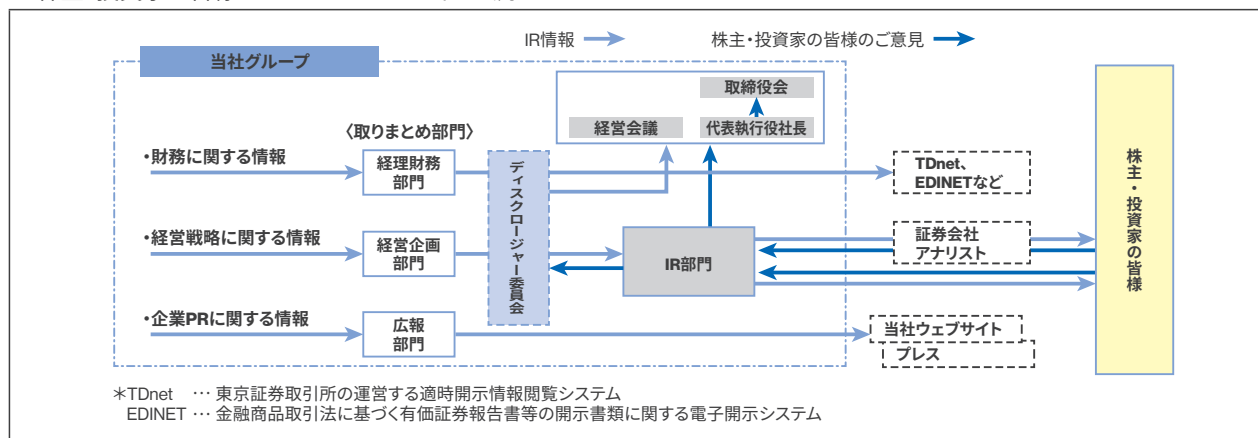 IR情報
株主・投資家の皆様のご意見
当社グループ
取締役会
経営会議
代表執行役社長
〈取りまとめ部門〉
・財務に関する情報
経理財務
部門
ディスクロージャー委員会
TDnet、
EDINETなど
株主・投資家の皆様
・経営戦略に関する情報
経営企画
部門
IR部門
証券会社
アナリスト
・企業PRに関する情報
広報
部門
当社ウェブサイト
プレス
＊TDnet … 東京証券取引所の運営する適時開示情報閲覧システム
EDINET … 金融商品取引法に基づく有価証券報告書等の開示書類に関する電子開示システム